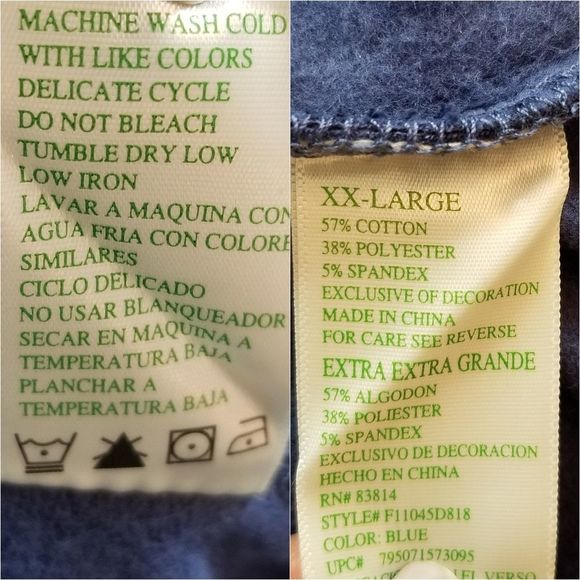 MACHINE WASH COLD
WITH LIKE COLORS
DELICATE CYCLE
DO NOT BLEACH
TUMBLE DRY LOW
LOW IRON
LAVAR A MAQUINA CON
AGUA FRIA CON COLORE
SIMILARES
CICLO DELICADO
NO USAR BLANQUEADOR
SECAR EN MAQUINA A
TEMPERATURA BAJA
PLANCHAR A
TEMPERATURA BAJA
XX-LARGE
57% COTTON
38% POLYESTER
5% SPANDEX
EXCLUSIVE OF DECORATION
MADE IN CHINA
FOR CARE SEE REVERSE
EXTRA EXTRA GRANDE
57% ALGODON
38% POLIESTER
5% SPANDEX
EXCLUSIVO DE DECORACION
HECHO EN CHINA
RN# 83814
STYLE# F11045D818
COLOR: BLUE
UPC# 795071573095
EL VERSO